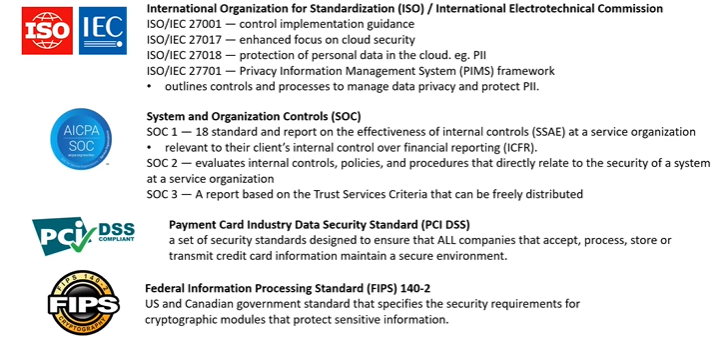 ISO
IEC
International Organization for Standardization (ISO) / International Electrotechnical Commission
ISO/IEC 27001 — control implementation guidance
ISO/IEC 27017 — enhanced focus on cloud security
ISO/IEC 27018 — protection of personal data in the cloud. eg. PII
ISO/IEC 27701 — Privacy Information Management System (PIMS) framework
• outlines controls and processes to manage data privacy and protect PII.
AICPA
SOC
System and Organization Controls (SOC)
SOC 1 — 18 standard and report on the effectiveness of internal controls (SSAE) at a service organization
• relevant to their client's internal control over financial reporting (ICFR).
SOC 2 — evaluates internal controls, policies, and procedures that directly relate to the security of a system
at a service organization
SOC 3 — A report based on the Trust Services Criteria that can be freely distributed
PCI DSS
COMPLIANT
Payment Card Industry Data Security Standard (PCI DSS)
a set of security standards designed to ensure that ALL companies that accept, process, store or
transmit credit card information maintain a secure environment.
FIPS 140-2
FIPS
CRYPTOGRAPHY
Federal Information Processing Standard (FIPS) 140-2
US and Canadian government standard that specifies the security requirements for
cryptographic modules that protect sensitive information.